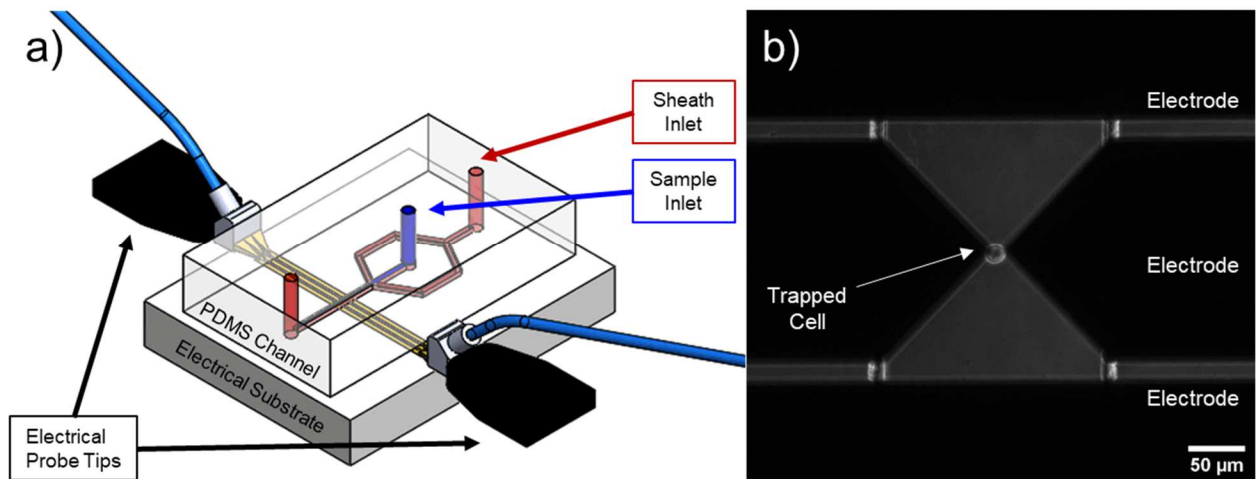 a)
Sheath
Inlet
Sample
Inlet
PDMS Channel
Electrical Substrate
Electrical
Probe Tips
b)
Electrode
Electrode
Trapped
Cell
Electrode
50 µm